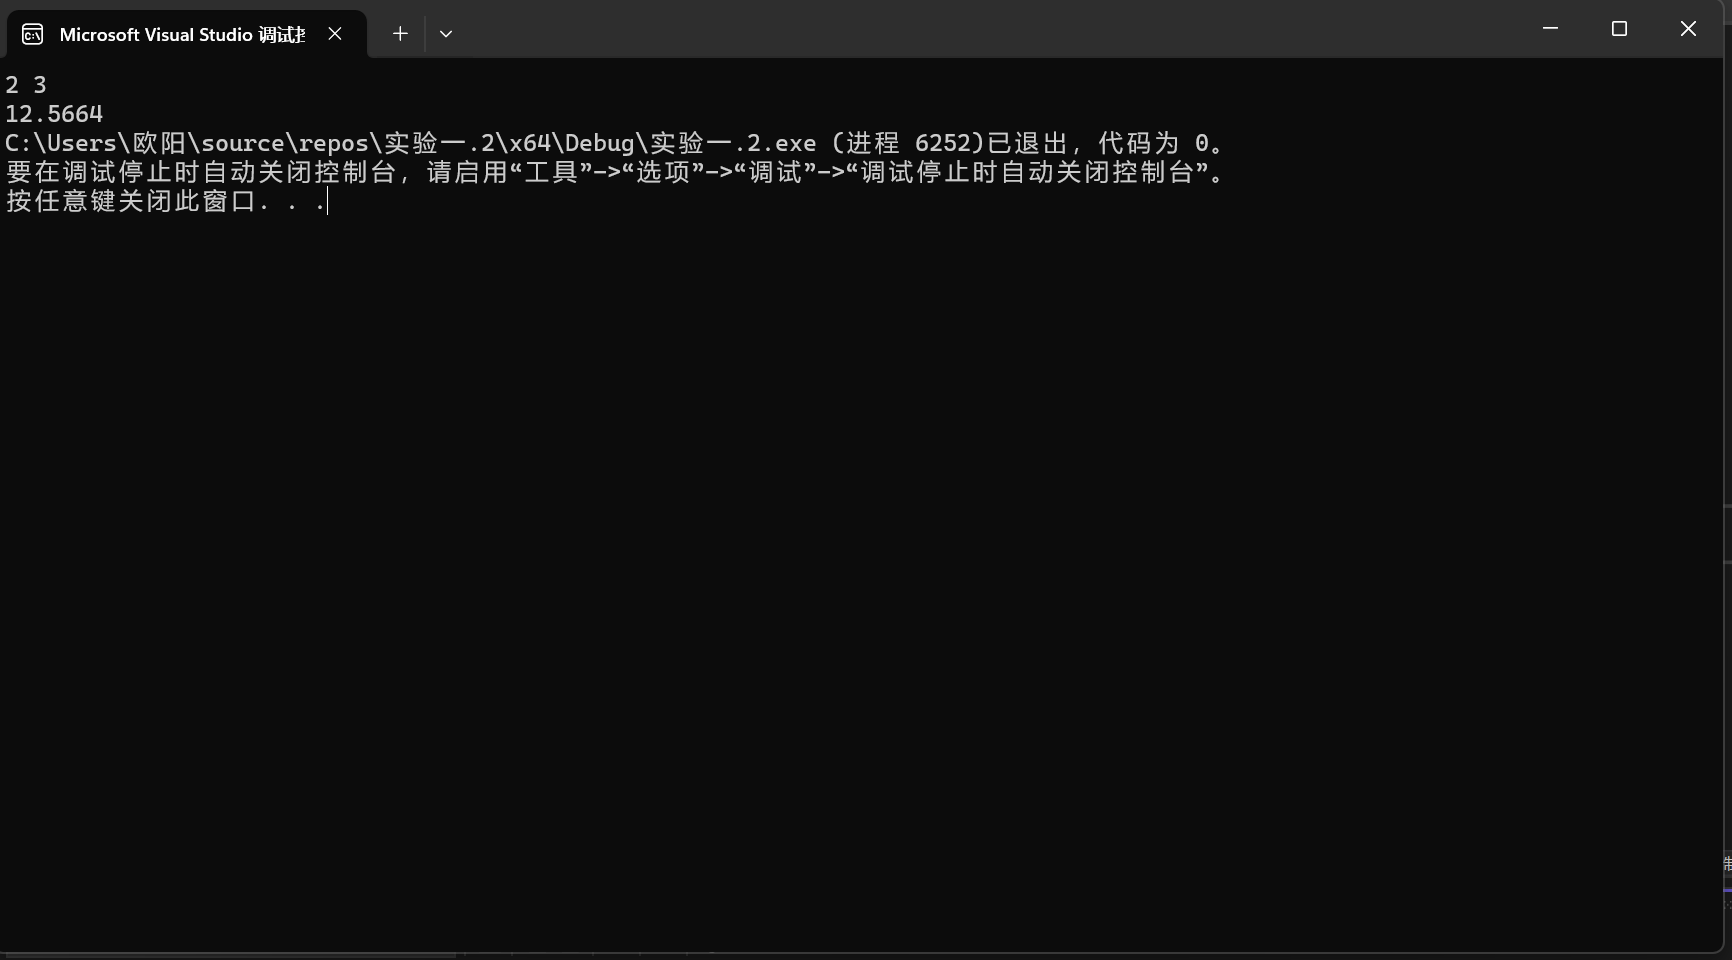 Microsoft Visual Studio 调试
2 3
12.5664
C:\Users\欧阳\source\repos\实验一.2\x64\Debug\实验一.2.exe (进程 6252)已退出，代码为 0。
要在调试停止时自动关闭控制台，请启用“工具”->“选项”->“调试”->“调试停止时自动关闭控制台”。
按任意键关闭此窗口. . .